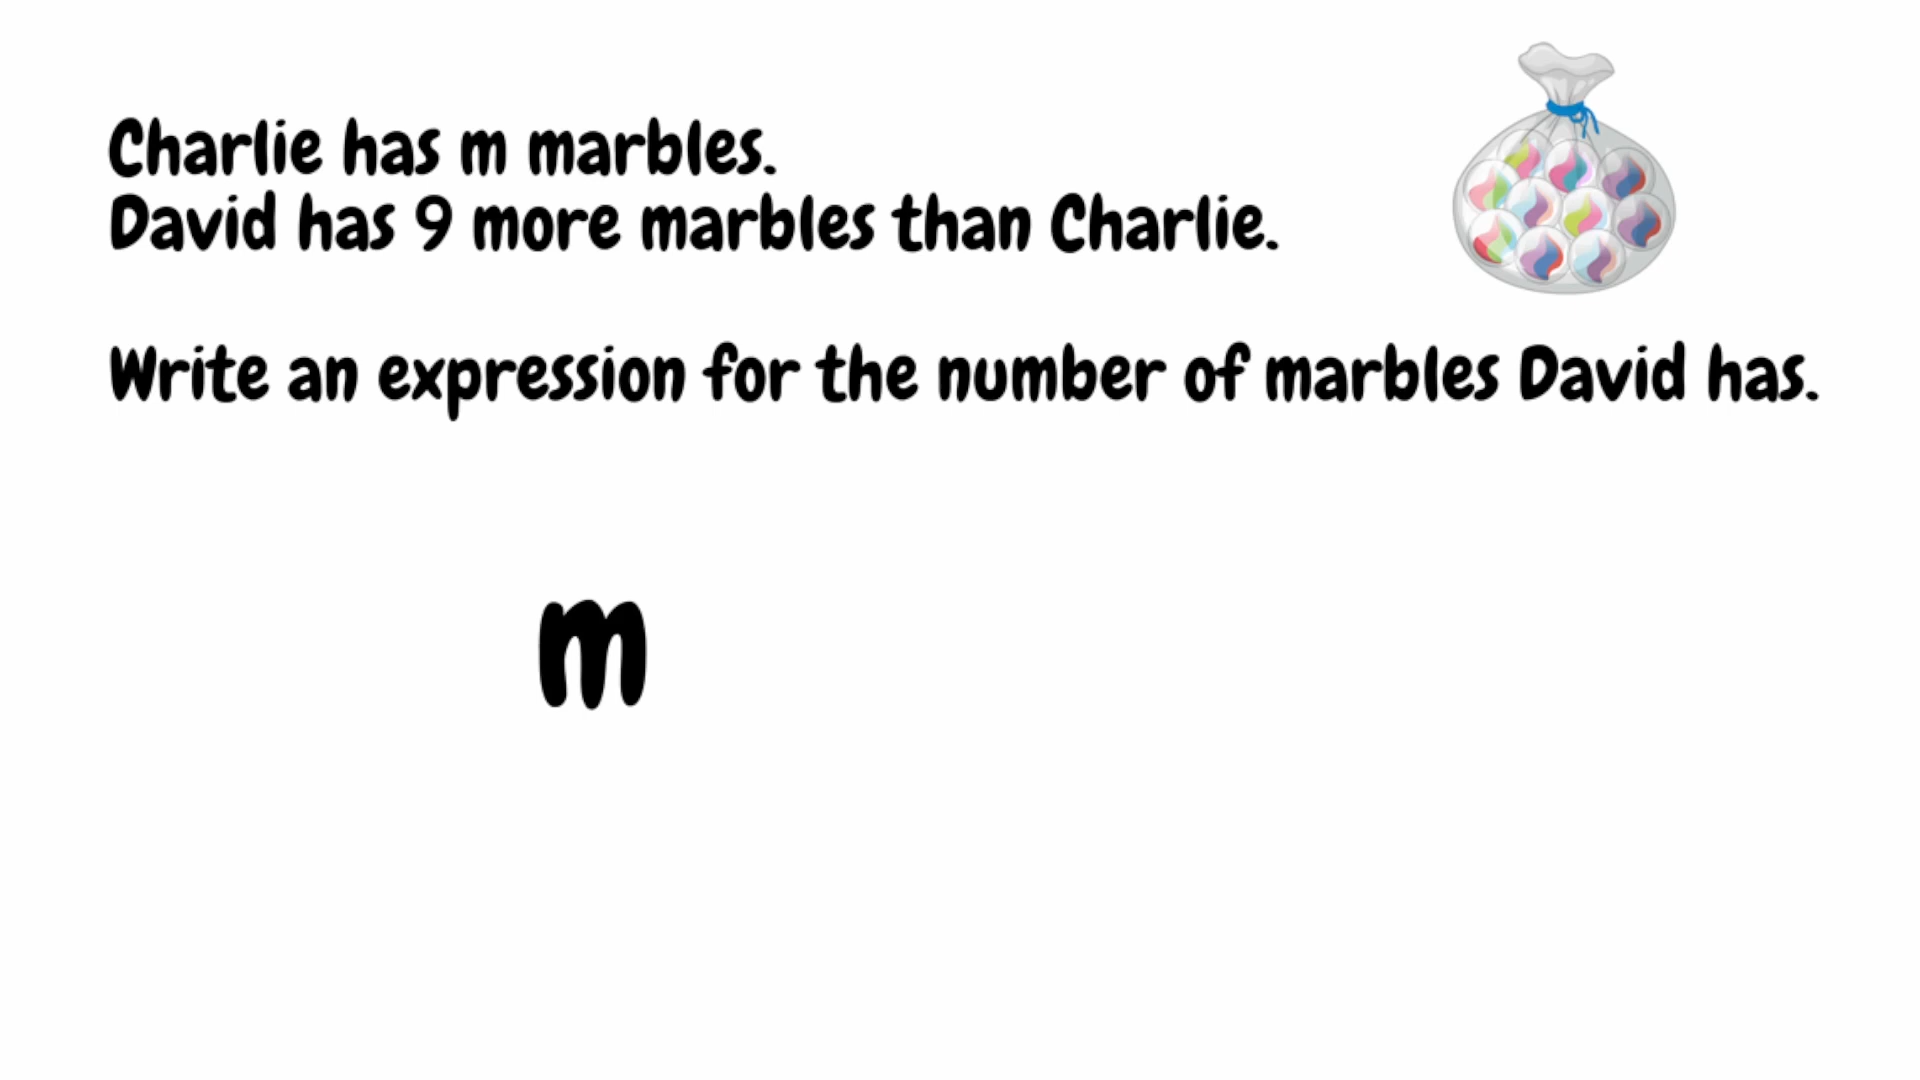 Charlie has m marbles.
David has 9 more marbles than Charlie.
Write an expression for the number of marbles David has.
m